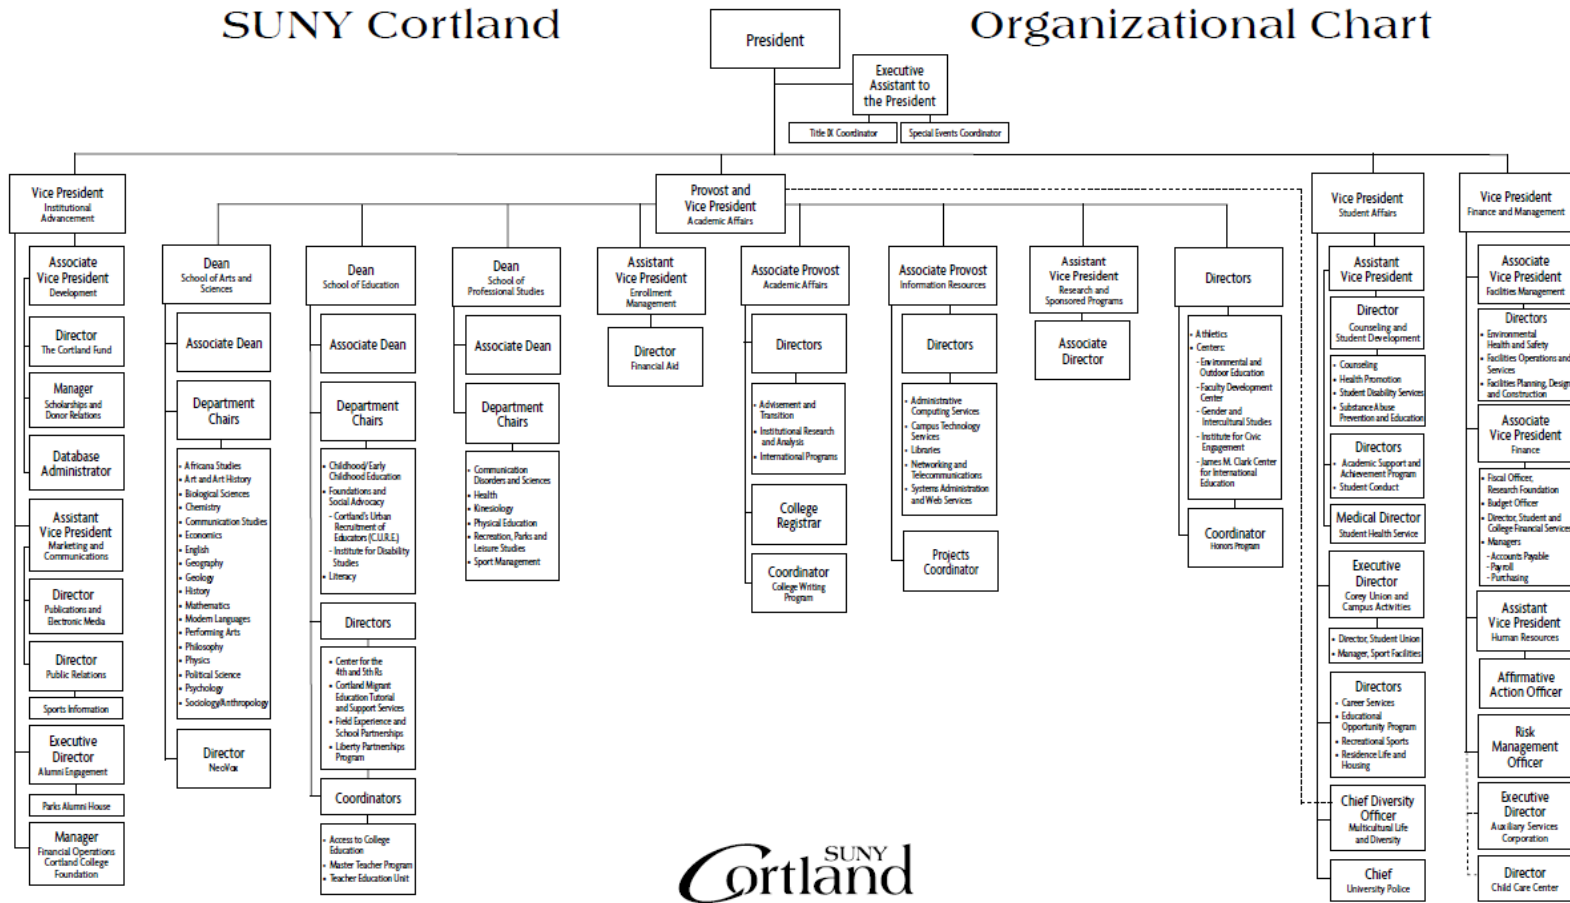 SUNY Cortland
Organizational Chart
President
Executive
Assistant to
the President
Title IX Coordinator
Special Events Coordinator
Vice President
Institutional
Advancement
Associate
Vice President
Development
Director
The Cortland Fund
Manager
Scholarships and
Donor Relations
Database
Administrator
Assistant
Vice President
Marketing and
Communications
Director
Publications and
Electronic Media
Director
Public Relations
Sports Information
Executive
Director
Alumni Engagement
Parks Alumni House
Manager
Financial Operations
Cortland College
Foundation
Provost and
Vice President
Academic Affairs
Dean
School of Arts and
Sciences
Associate Dean
Department
Chairs
• Africana Studies
• Art and Art History
• Biological Sciences
• Chemistry
• Communication Studies
• Economics
• English
• Geography
• Geology
• History
• Mathematics
• Modern Languages
• Performing Arts
• Philosophy
• Physics
• Political Science
• Psychology
• Sociology/Anthropology
Director
NeoVox
Dean
School of Education
Associate Dean
Department
Chairs
• Childhood/Early
Childhood Education
• Foundations and
Social Advocacy
- Cortland's Urban
Recruitment of
Educators (C.U.R.E.)
- Institute for Disability
Studies
• Literacy
Directors
• Center for the
4th and 5th Rs
• Cortland Migrant
Education Tutorial
and Support Services
• Field Experience and
School Partnerships
• Liberty Partnerships
Program
Coordinators
• Access to College
Education
• Master Teacher Program
• Teacher Education Unit
Dean
School of
Professional Studies
Associate Dean
Department
Chairs
• Communication
Disorders and Sciences
• Health
• Kinesiology
• Physical Education
• Recreation, Parks and
Leisure Studies
• Sport Management
Assistant
Vice President
Enrollment
Management
Director
Financial Aid
Associate Provost
Academic Affairs
Directors
• Advisement and
Transition
• Institutional Research
and Analysis
• International Programs
College
Registrar
Coordinator
College Writing
Program
Associate Provost
Information Resources
Directors
• Administrative
Computing Services
• Campus Technology
Services
• Libraries
• Networking and
Telecommunications
• Systems Administration
and Web Services
Projects
Coordinator
Assistant
Vice President
Research and
Sponsored Programs
Associate
Director
Directors
• Athletics
• Centers:
- Environmental and
Outdoor Education
- Faculty Development
Center
- Gender and
Intercultural Studies
- Institute for Civic
Engagement
- James M. Clark Center
for International
Education
Coordinator
Honors Program
Vice President
Student Affairs
Assistant
Vice President
Director
Counseling and
Student Development
• Counseling
• Health Promotion
• Student Disability Services
• Substance Abuse
Prevention and Education
Directors
• Academic Support and
Achievement Program
• Student Conduct
Medical Director
Student Health Service
Executive
Director
Corey Union and
Campus Activities
• Director, Student Union
• Manager, Sport Facilities
Directors
• Career Services
• Educational
Opportunity Program
• Recreational Sports
• Residence Life and
Housing
Chief Diversity
Officer
Multicultural Life
and Diversity
Chief
University Police
Vice President
Finance and Management
Associate
Vice President
Facilities Management
Directors
• Environmental
Health and Safety
• Facilities Operations and
Services
• Facilities Planning, Design
and Construction
Associate
Vice President
Finance
• Fiscal Officer,
Research Foundation
• Budget Officer
• Director, Student and
College Financial Services
• Managers
- Accounts Payable
- Payroll
- Purchasing
Assistant
Vice President
Human Resources
Affirmative
Action Officer
Risk
Management
Officer
Executive
Director
Auxiliary Services
Corporation
Director
Child Care Center
SUNY
Cortland